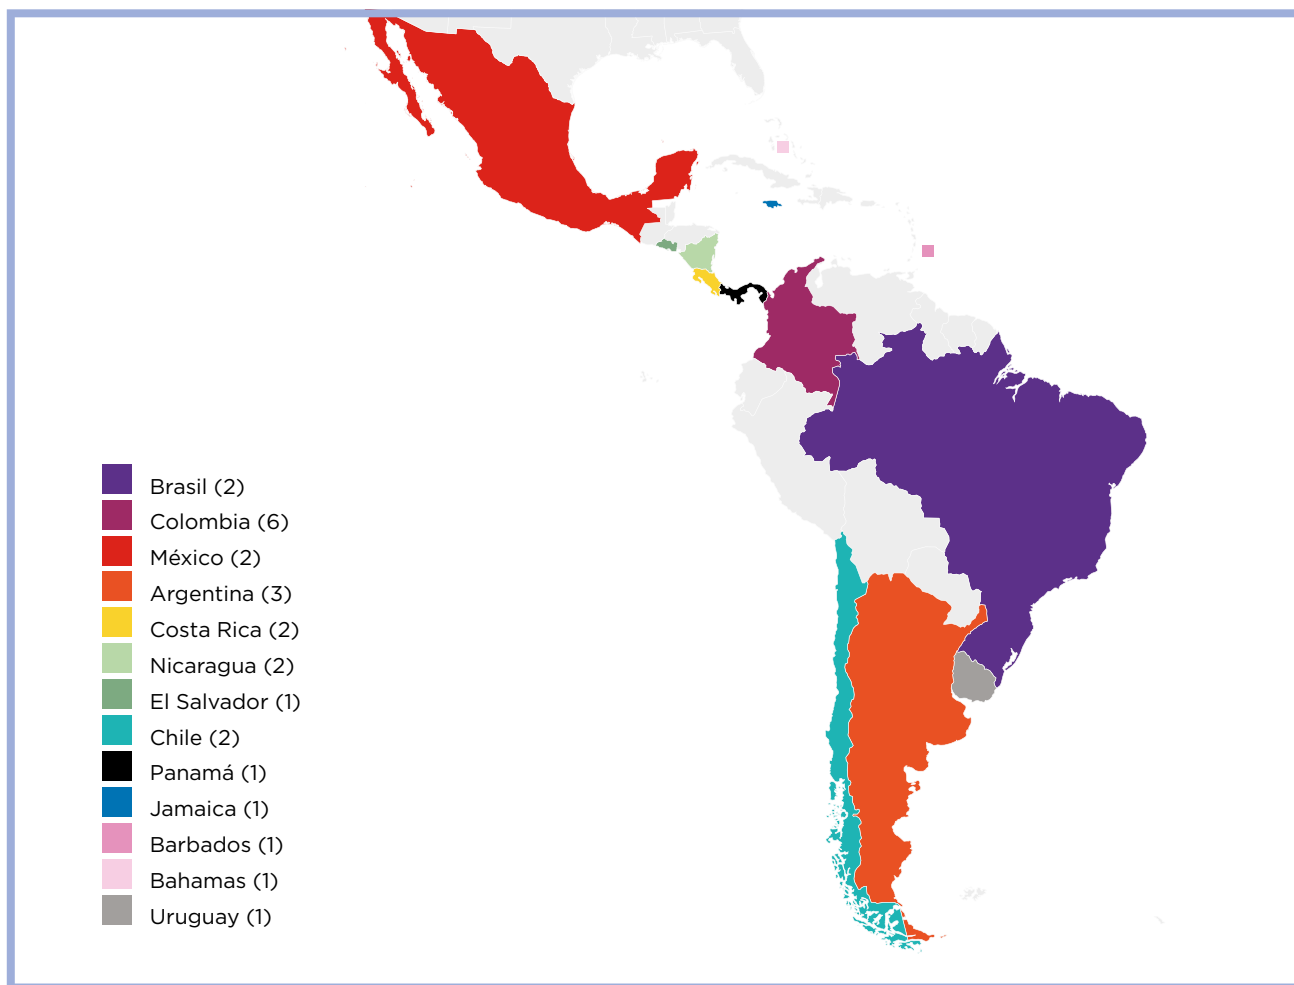 Brasil (2)
Colombia (6)
México (2)
Argentina (3)
Costa Rica (2)
Nicaragua (2)
El Salvador (1)
Chile (2)
Panamá (1)
Jamaica (1)
Barbados (1)
Bahamas (1)
Uruguay (1)